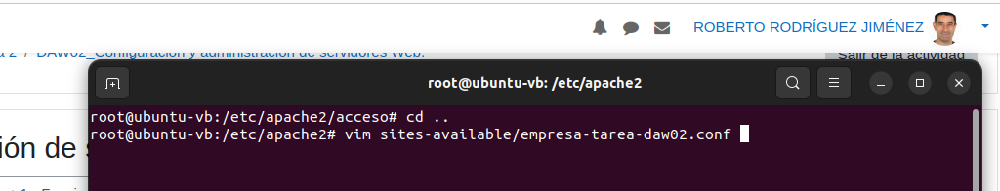 ROBERTO RODRÍGUEZ JIMÉNEZ
a 2 / DAW02_Configuración y administración de servidores Web.
Salir de la actividad
root@ubuntu-vb: /etc/apache2
root@ubuntu-vb:/etc/apache2/acceso# cd ..
root@ubuntu-vb:/etc/apache2# vim sites-available/empresa-tarea-daw02.conf
ión de s